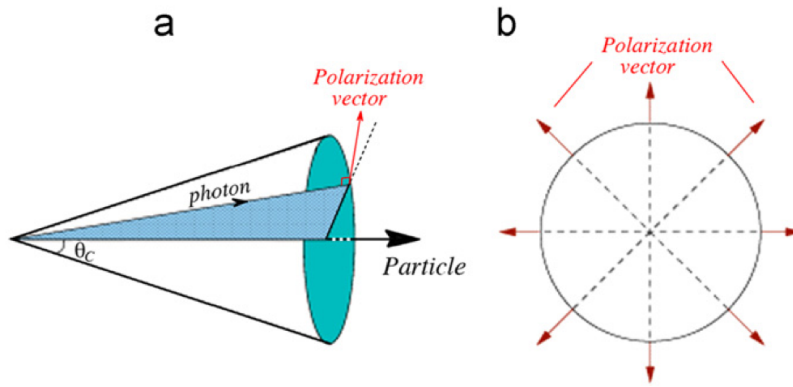 a
Polarization
vector
photon
θC
Particle
b
Polarization
vector